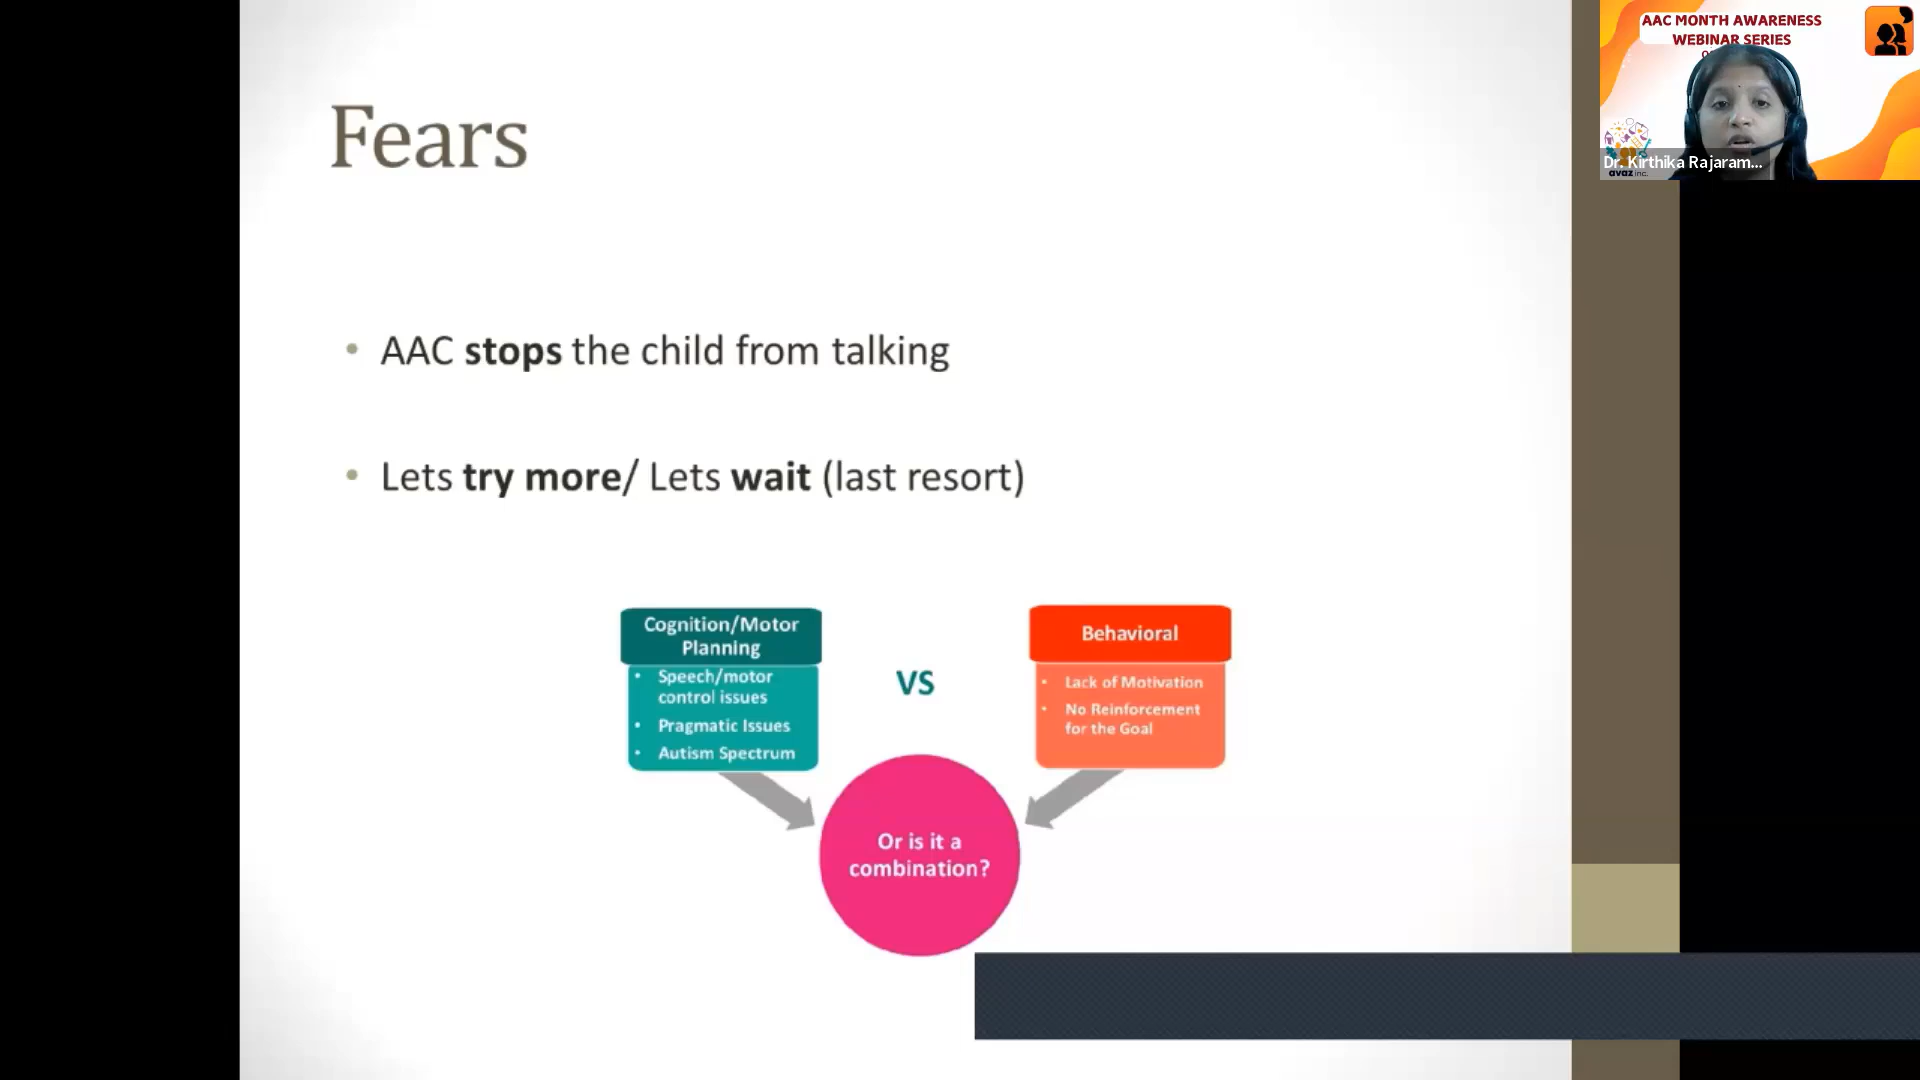 Fears
• AAC stops the child from talking
• Lets try more/ Lets wait (last resort)
Cognition/Motor
Planning
• Speech/motor
control issues
• Pragmatic Issues
• Autism Spectrum
VS
Behavioral
• Lack of Motivation
• No Reinforcement
for the Goal
Or is it a
combination?
AAC MONTH AWARENESS
WEBINAR SERIES
Dr. Kirthika Rajaram...
avaz inc.